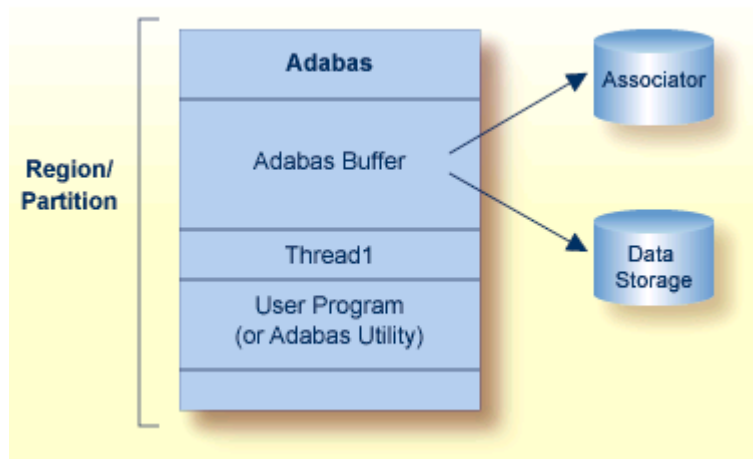 Adabas
Associator
Adabas Buffer
Region/
Partition
Thread1
Data
Storage
User Program
(or Adabas Utility)